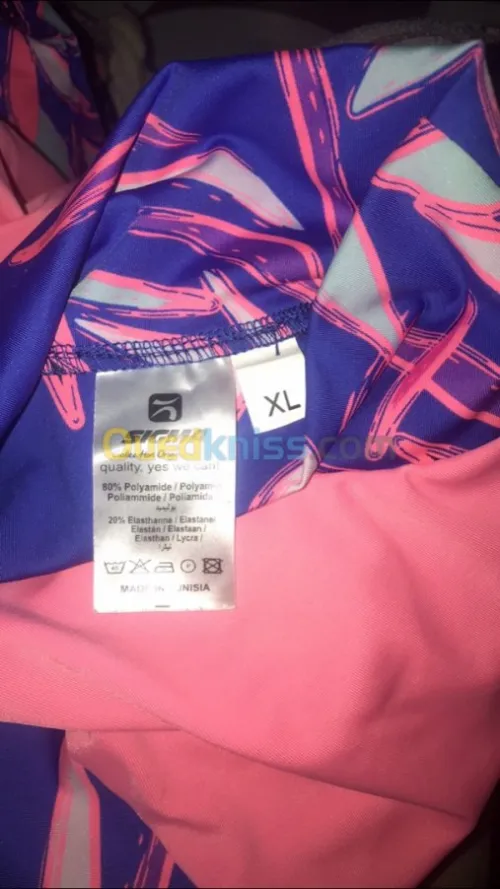 XL
SIGMA
Ouedkniss.com
quality, yes we can!
80% Polyamide / Polyam
Poliammide / Poliamida
20% Elasthanne / Elastane
Elastan / Elastaan /
Elasthan / Lycra /
MADE IN TUNISIA